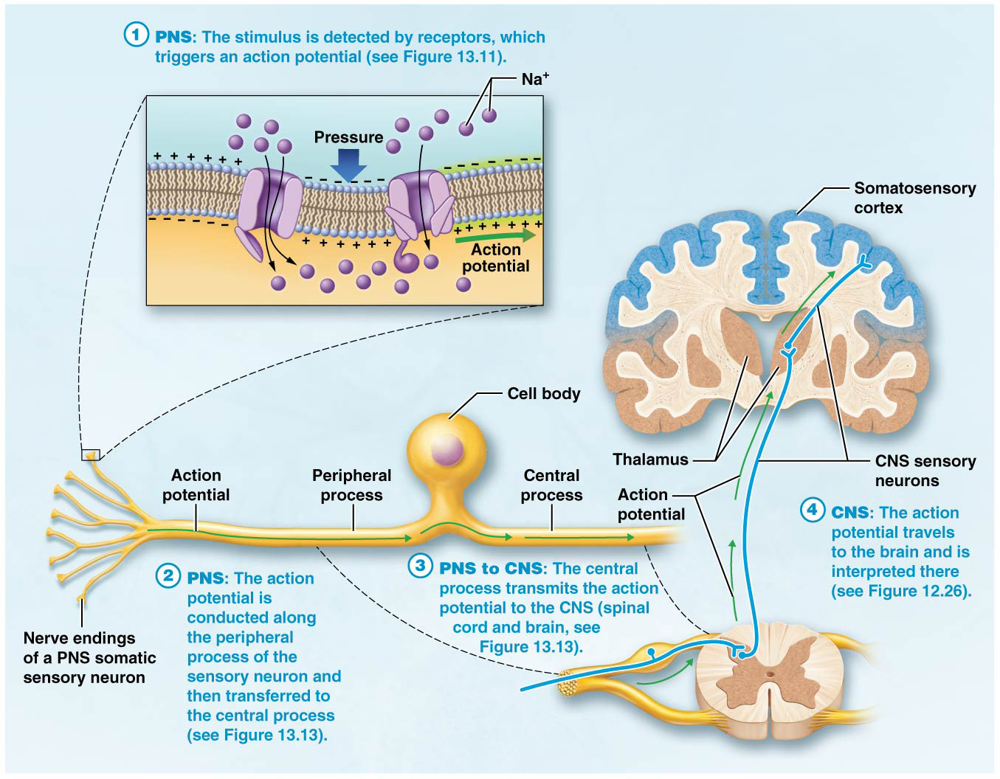 1 PNS: The stimulus is detected by receptors, which
triggers an action potential (see Figure 13.11).
Na+
Pressure
Action
potential
Somatosensory
cortex
Cell body
Thalamus
CNS sensory
neurons
Action
potential
Peripheral
process
Central
process
Action
potential
4 CNS: The action
potential travels
to the brain and is
interpreted there
(see Figure 12.26).
2 PNS: The action
potential is
conducted along
the peripheral
process of the
sensory neuron and
then transferred to
the central process
(see Figure 13.13).
3 PNS to CNS: The central
process transmits the action
potential to the CNS (spinal
cord and brain, see
Figure 13.13).
Nerve endings
of a PNS somatic
sensory neuron